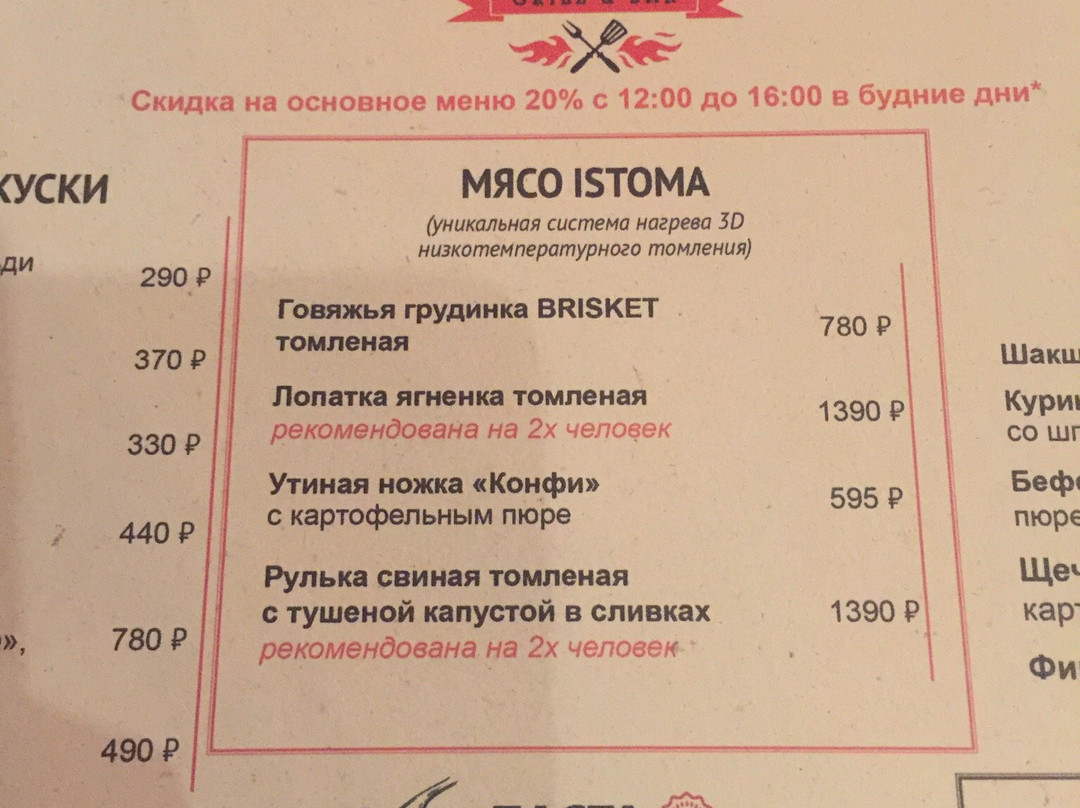 Скидка на основное меню 20% с 12:00 до 16:00 в будние дни*
290 ₽
370 ₽
330 ₽
440 ₽
780 ₽
490 ₽
МЯСО ISTOMA
(уникальная система нагрева 3D
низкотемпературного томления)
Говяжья грудинка BRISKET
томленая
780 ₽
Лопатка ягненка томленая
рекомендована на 2х человек
1390 ₽
Утиная ножка «Конфи»
с картофельным пюре
595 ₽
Рулька свиная томленая
с тушеной капустой в сливках
рекомендована на 2х человек
1390 ₽
со
пюре